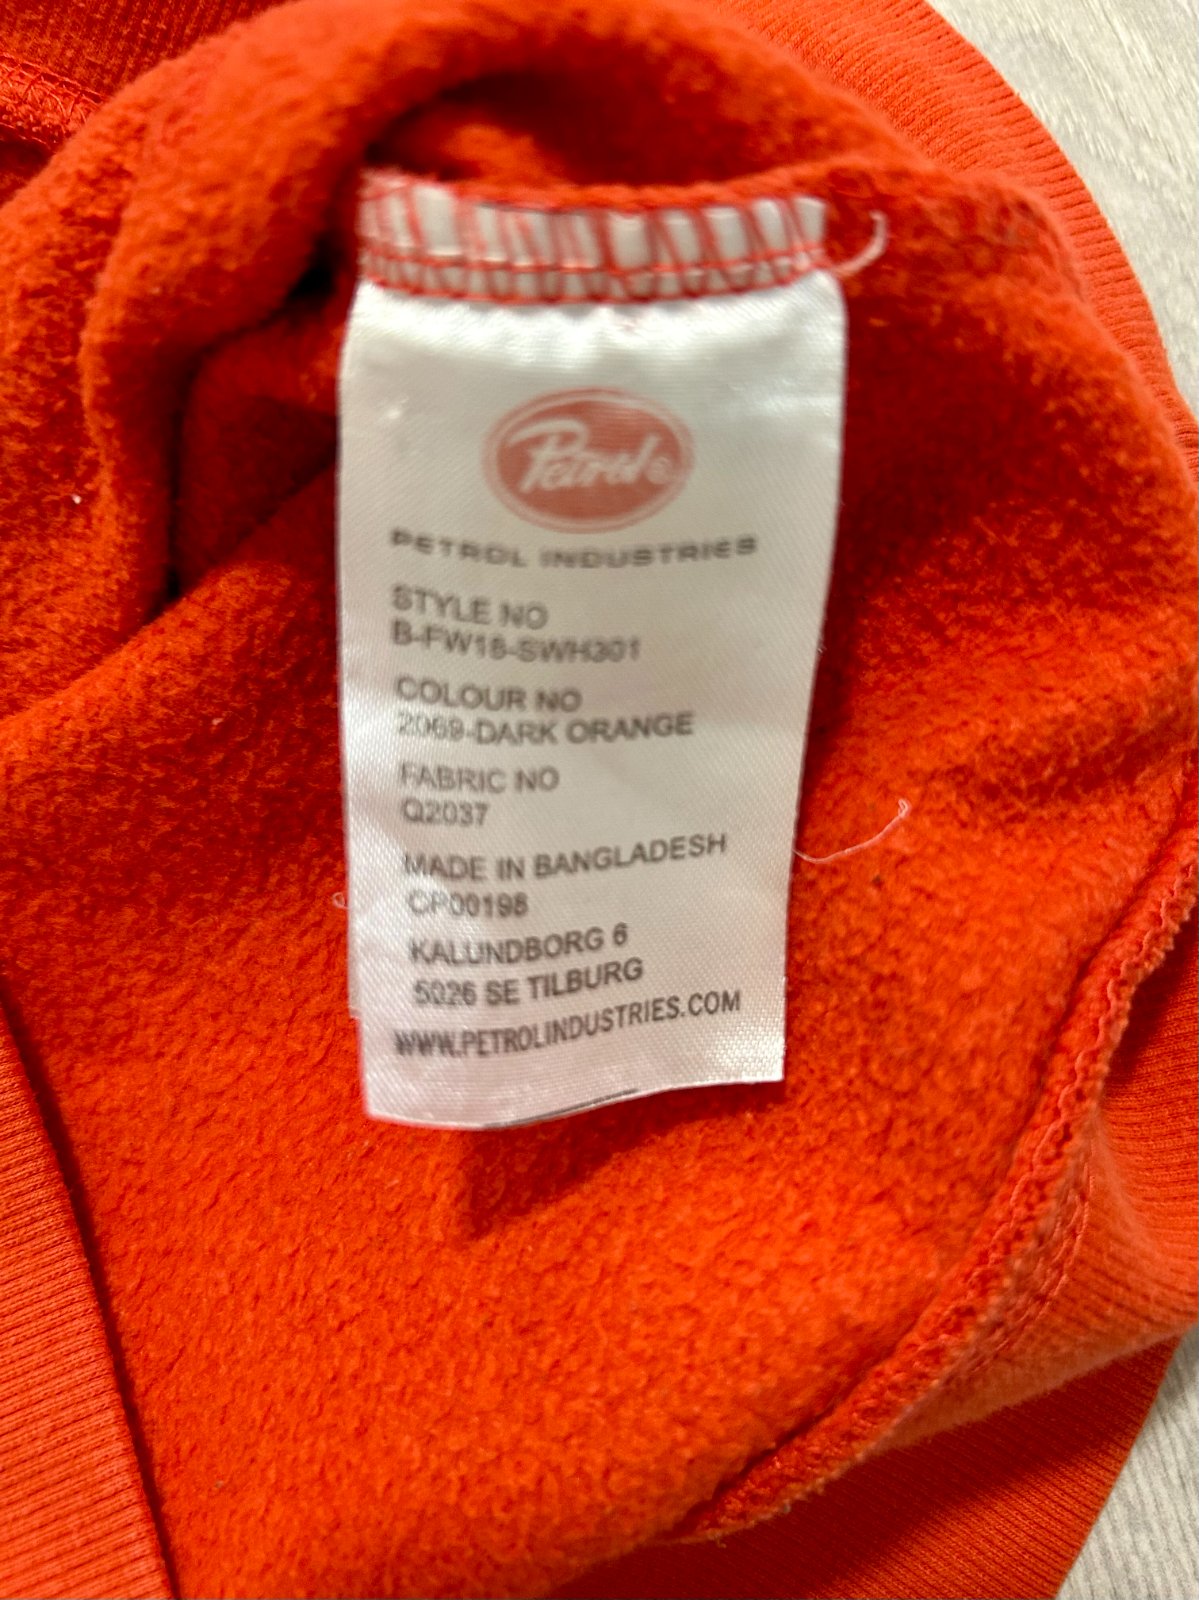 Petrol®
PETROL INDUSTRIES
STYLE NO
B-FW18-SWH301
COLOUR NO
2069-DARK ORANGE
FABRIC NO
Q2037
MADE IN BANGLADESH
CP00198
KALUNDBORG 6
5026 SE TILBURG
WWW.PETROLINDUSTRIES.COM